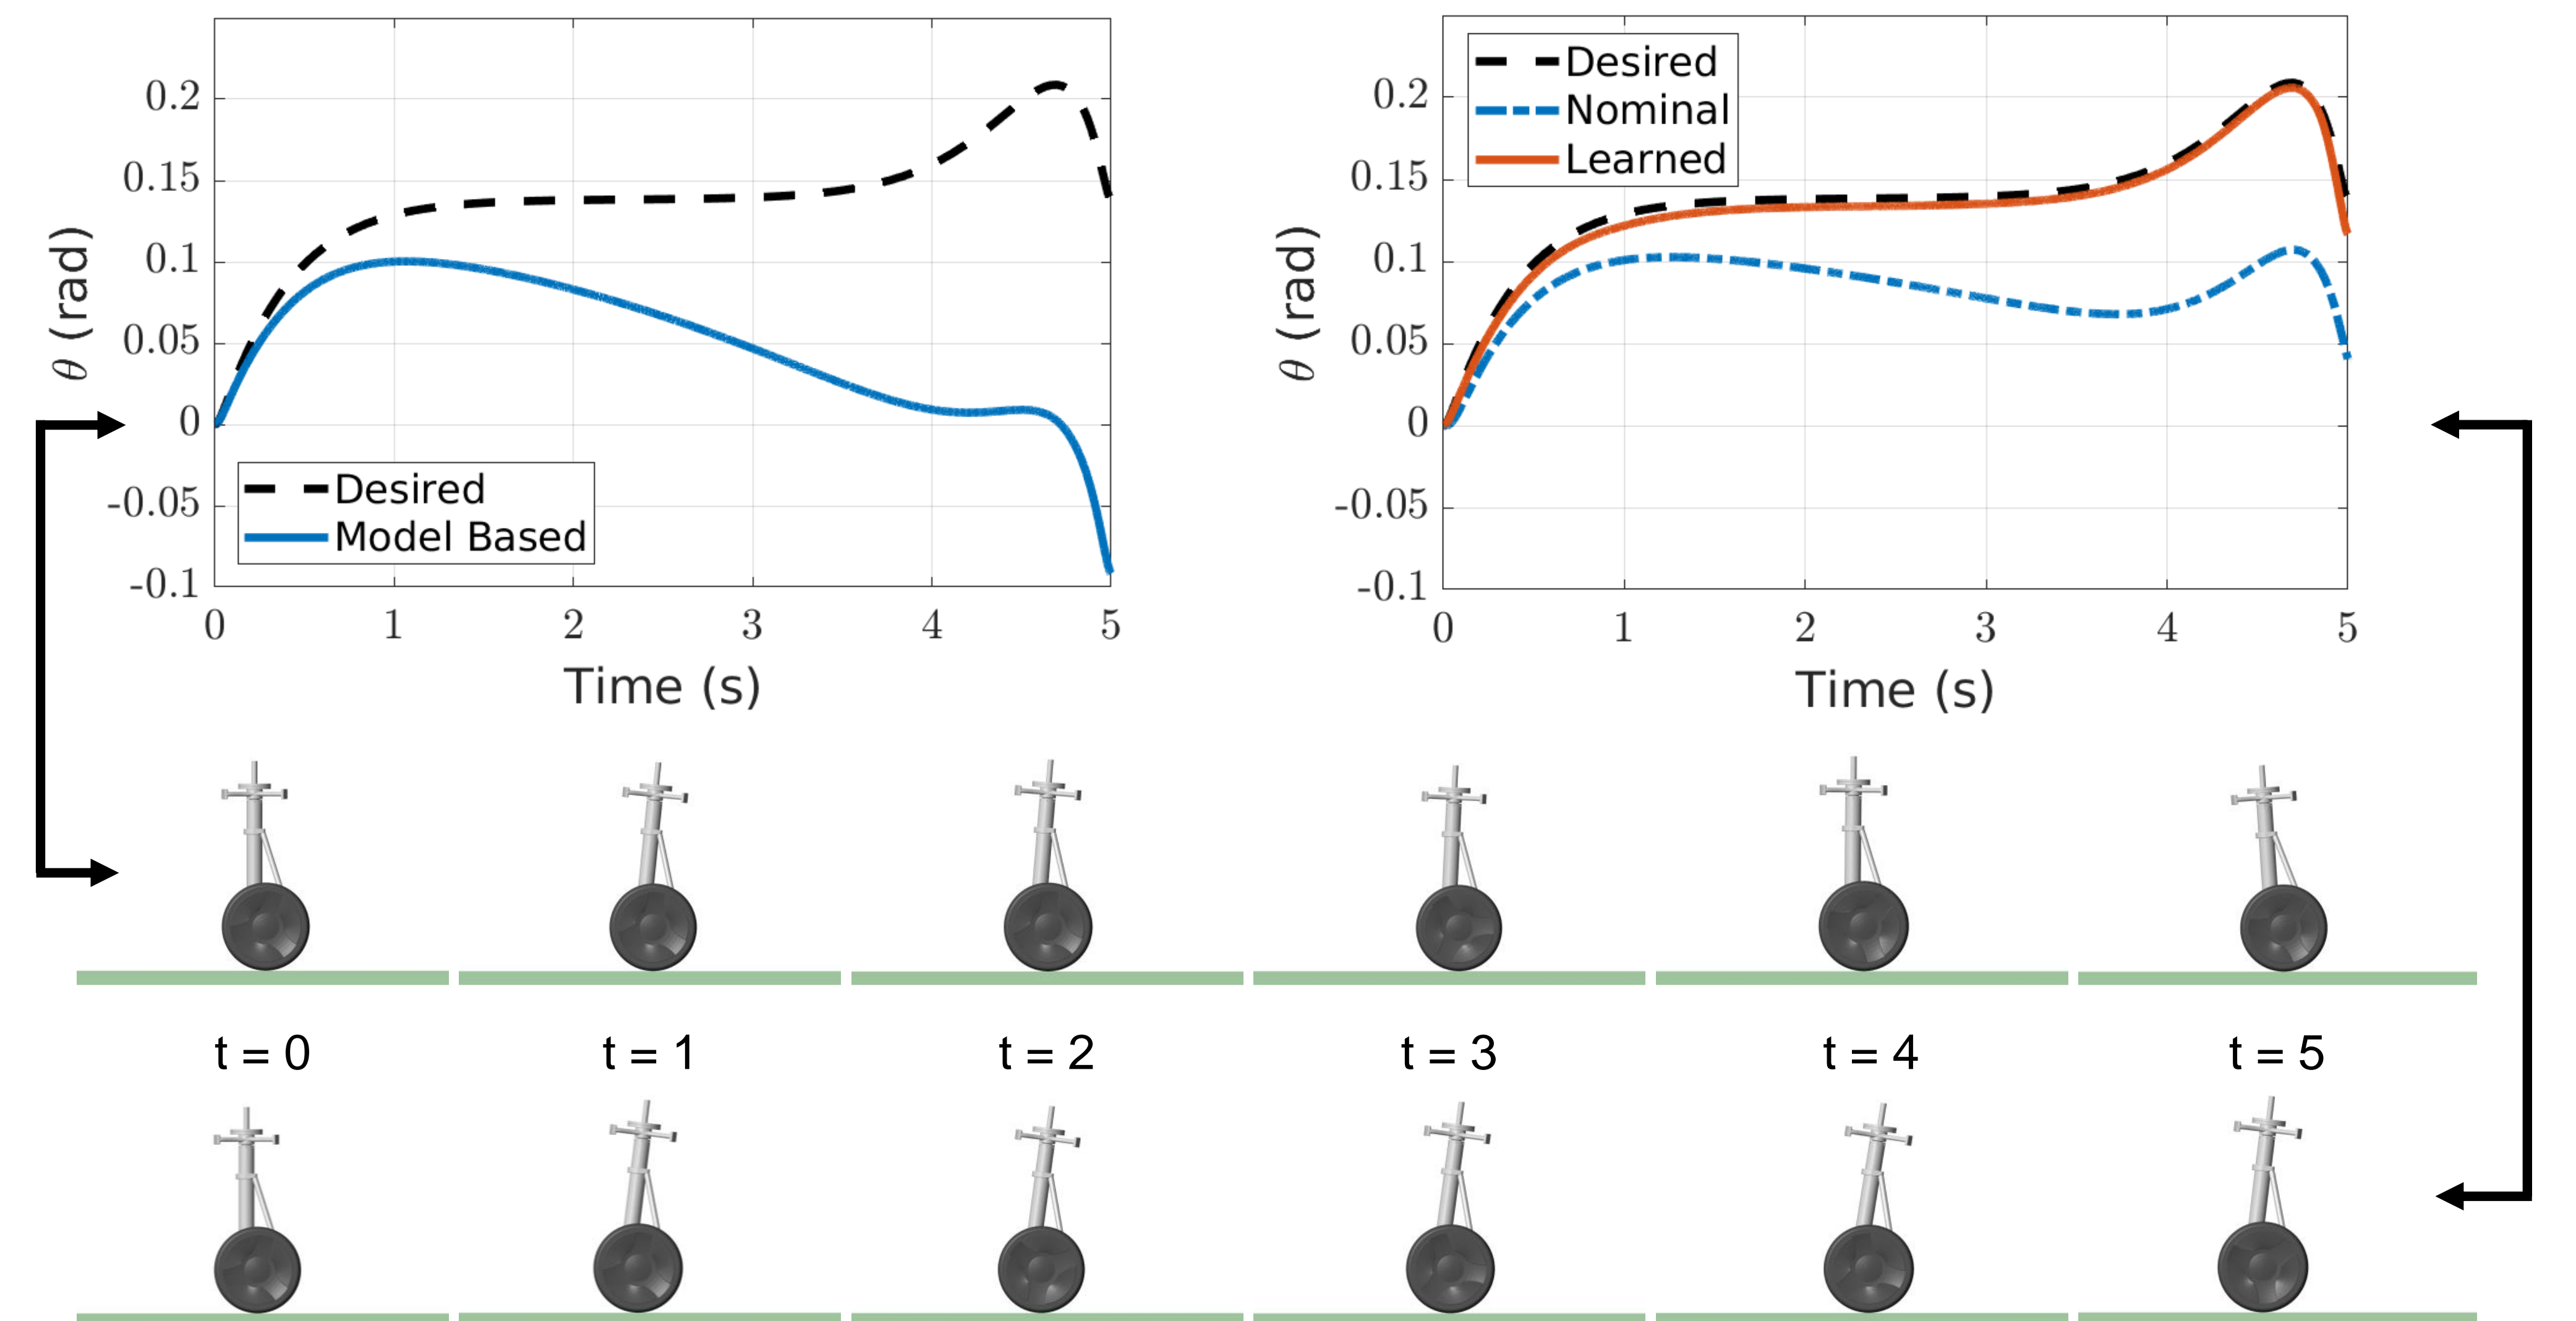 0.2
0.15
0.1
0.05
0
-0.05
-0.1
θ (rad)
Desired
Model Based
0 1 2 3 4 5
Time (s)
0.2
0.15
0.1
0.05
0
-0.05
-0.1
θ (rad)
Desired
Nominal
Learned
0 1 2 3 4 5
Time (s)
t = 0 t = 1 t = 2 t = 3 t = 4 t = 5